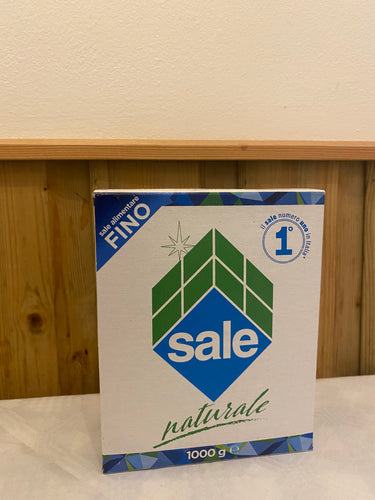 sale alimentare
FINO
il sale numero uno in Italia*
1°
sale
naturale
1000 g ℮